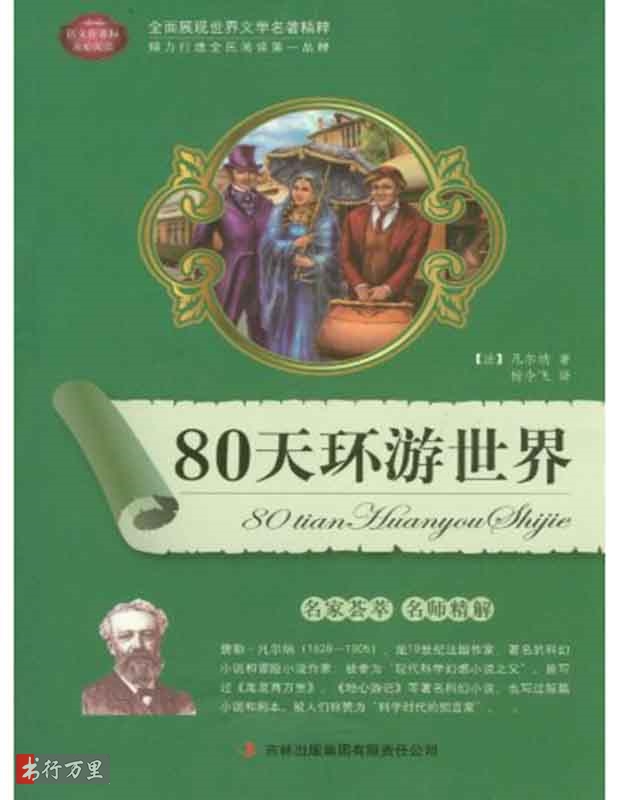 全面展现世界文学名著精粹
倾力打造全民阅读第一品牌
【法】凡尔纳 著
飞 译
80天环游世界
80 tian Huanyou Shijie
名家荟萃 名师精解
儒勒·凡尔纳（1828—1905），是19世纪法国作家，著名的科幻
小说和冒险小说作家，被誉为“现代科学幻想小说之父”，曾写
过《海底两万里》、《地心游记》等著名科幻小说，也写过短篇
小说和剧本。被人们称赞为“科学时代的预言家”．．
吉林出版集团有限责任公司
书行万里